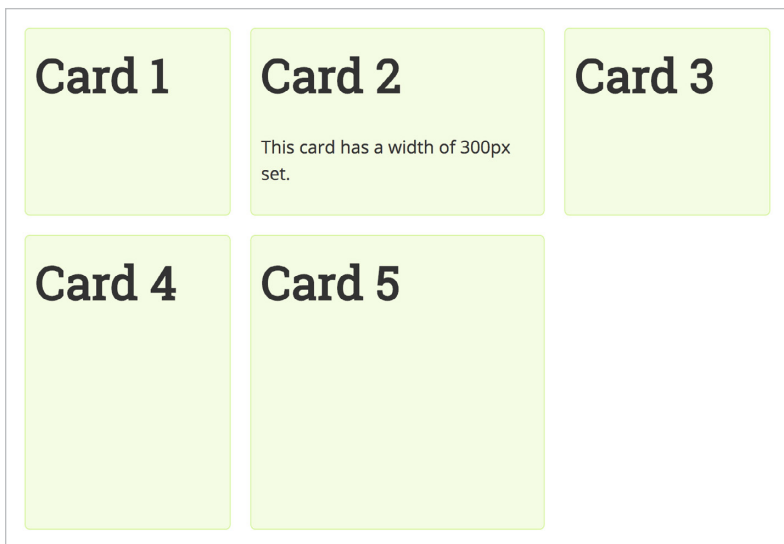 Card 1
Card 2
Card 3
This card has a width of 300px
set.
Card 4
Card 5